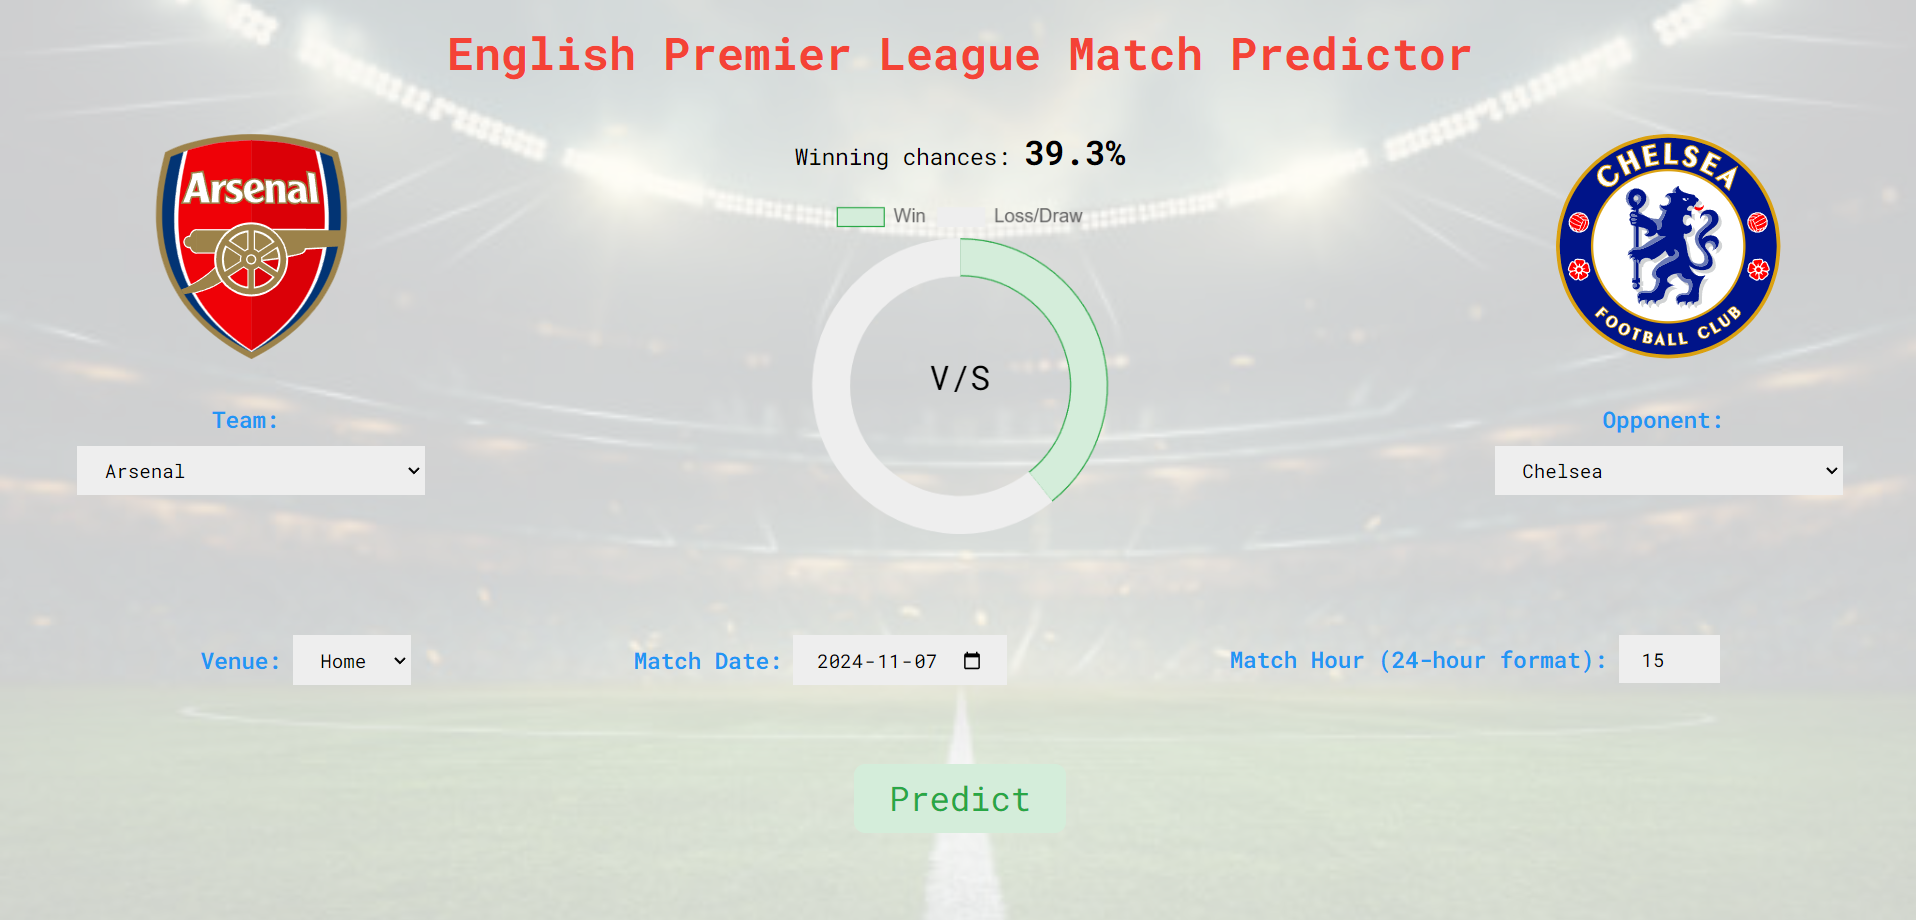 English Premier League Match Predictor
Arsenal
Winning chances: 39.3%
Win
Loss/Draw
CHELSEA
FOOTBALL CLUB
V/S
Team:
Arsenal
Opponent:
Chelsea
Venue: Home
Match Date: 2024-11-07
Match Hour (24-hour format): 15
Predict